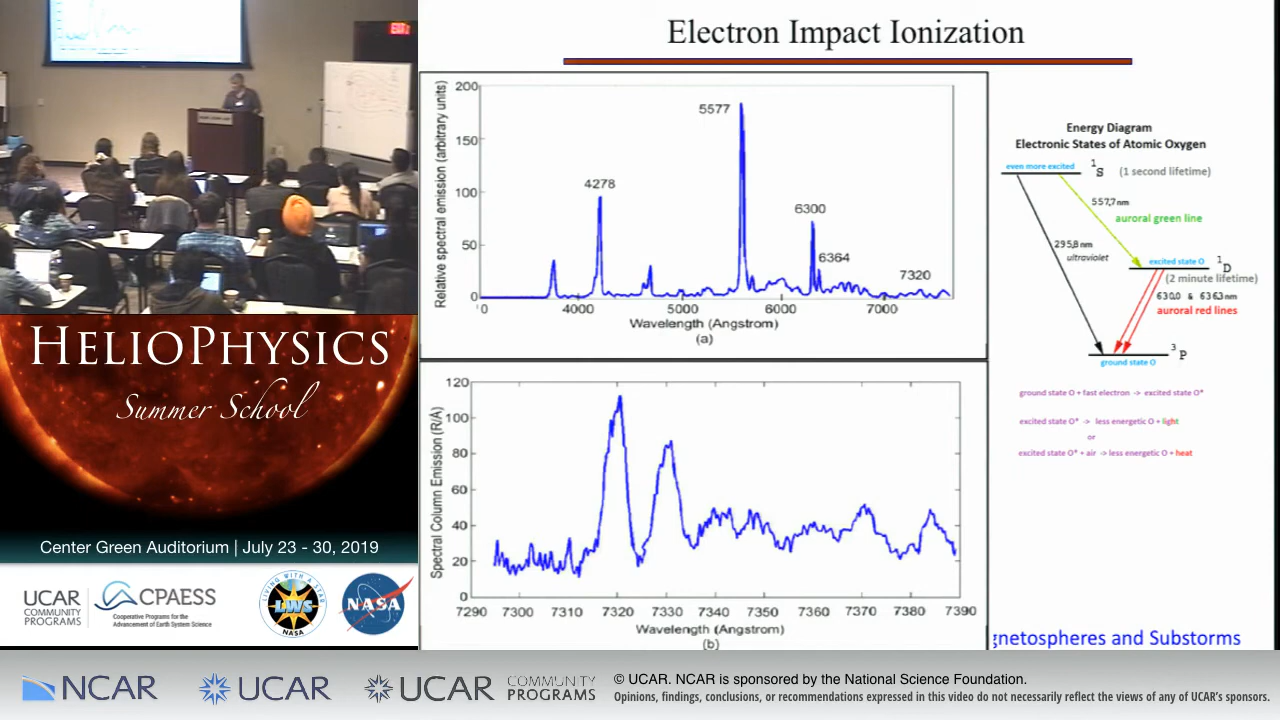 Electron Impact Ionization
Relative spectral emission (arbitrary units)
200
150
100
50
0
5577
4278
6300
6364
7320
0
4000
5000
6000
7000
Wavelength (Angstrom)
(a)
Spectral Column Emission (R/Å)
120
100
80
60
40
20
0
7290
7300
7310
7320
7330
7340
7350
7360
7370
7380
7390
Wavelength (Angstrom)
(b)
Energy Diagram
Electronic States of Atomic Oxygen
even more excited
1S (1 second lifetime)
557,7 nm
auroral green line
295,8 nm
ultraviolet
excited state O
1D
(2 minute lifetime)
630,0 & 636,3 nm
auroral red lines
3P
ground state O
ground state O + fast electron -> excited state O*
excited state O* -> less energetic O + light
or
excited state O* + air -> less energetic O + heat
gnetospheres and Substorms
HELIOPHYSICS
Summer School
Center Green Auditorium | July 23 - 30, 2019
UCAR
COMMUNITY
PROGRAMS
CPAESS
Cooperative Programs for the
Advancement of Earth System Science
LIVING WITH A STAR
LWS
NASA
NASA
NCAR
UCAR
UCAR
COMMUNITY
PROGRAMS
© UCAR. NCAR is sponsored by the National Science Foundation.
Opinions, findings, conclusions, or recommendations expressed in this video do not necessarily reflect the views of any of UCAR's sponsors.